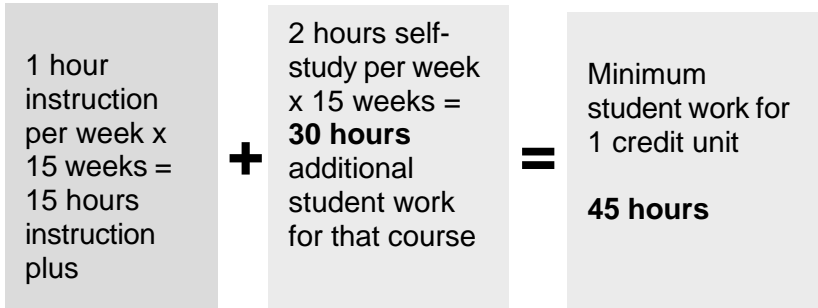 1 hour
instruction
per week x
15 weeks =
15 hours
instruction
plus
+
2 hours self-
study per week
x 15 weeks =
30 hours
additional
student work
for that course
=
Minimum
student work for
1 credit unit
45 hours